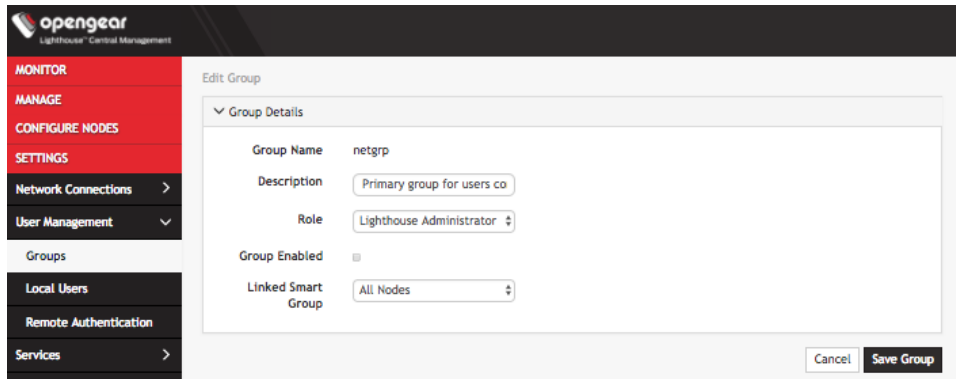 opengear
Lighthouse™ Central Management
MONITOR
MANAGE
CONFIGURE NODES
SETTINGS
Network Connections
User Management
Groups
Local Users
Remote Authentication
Services
Edit Group
Group Details
Group Name netgrp
Description Primary group for users co
Role Lighthouse Administrator
Group Enabled
Linked Smart Group All Nodes
Cancel Save Group